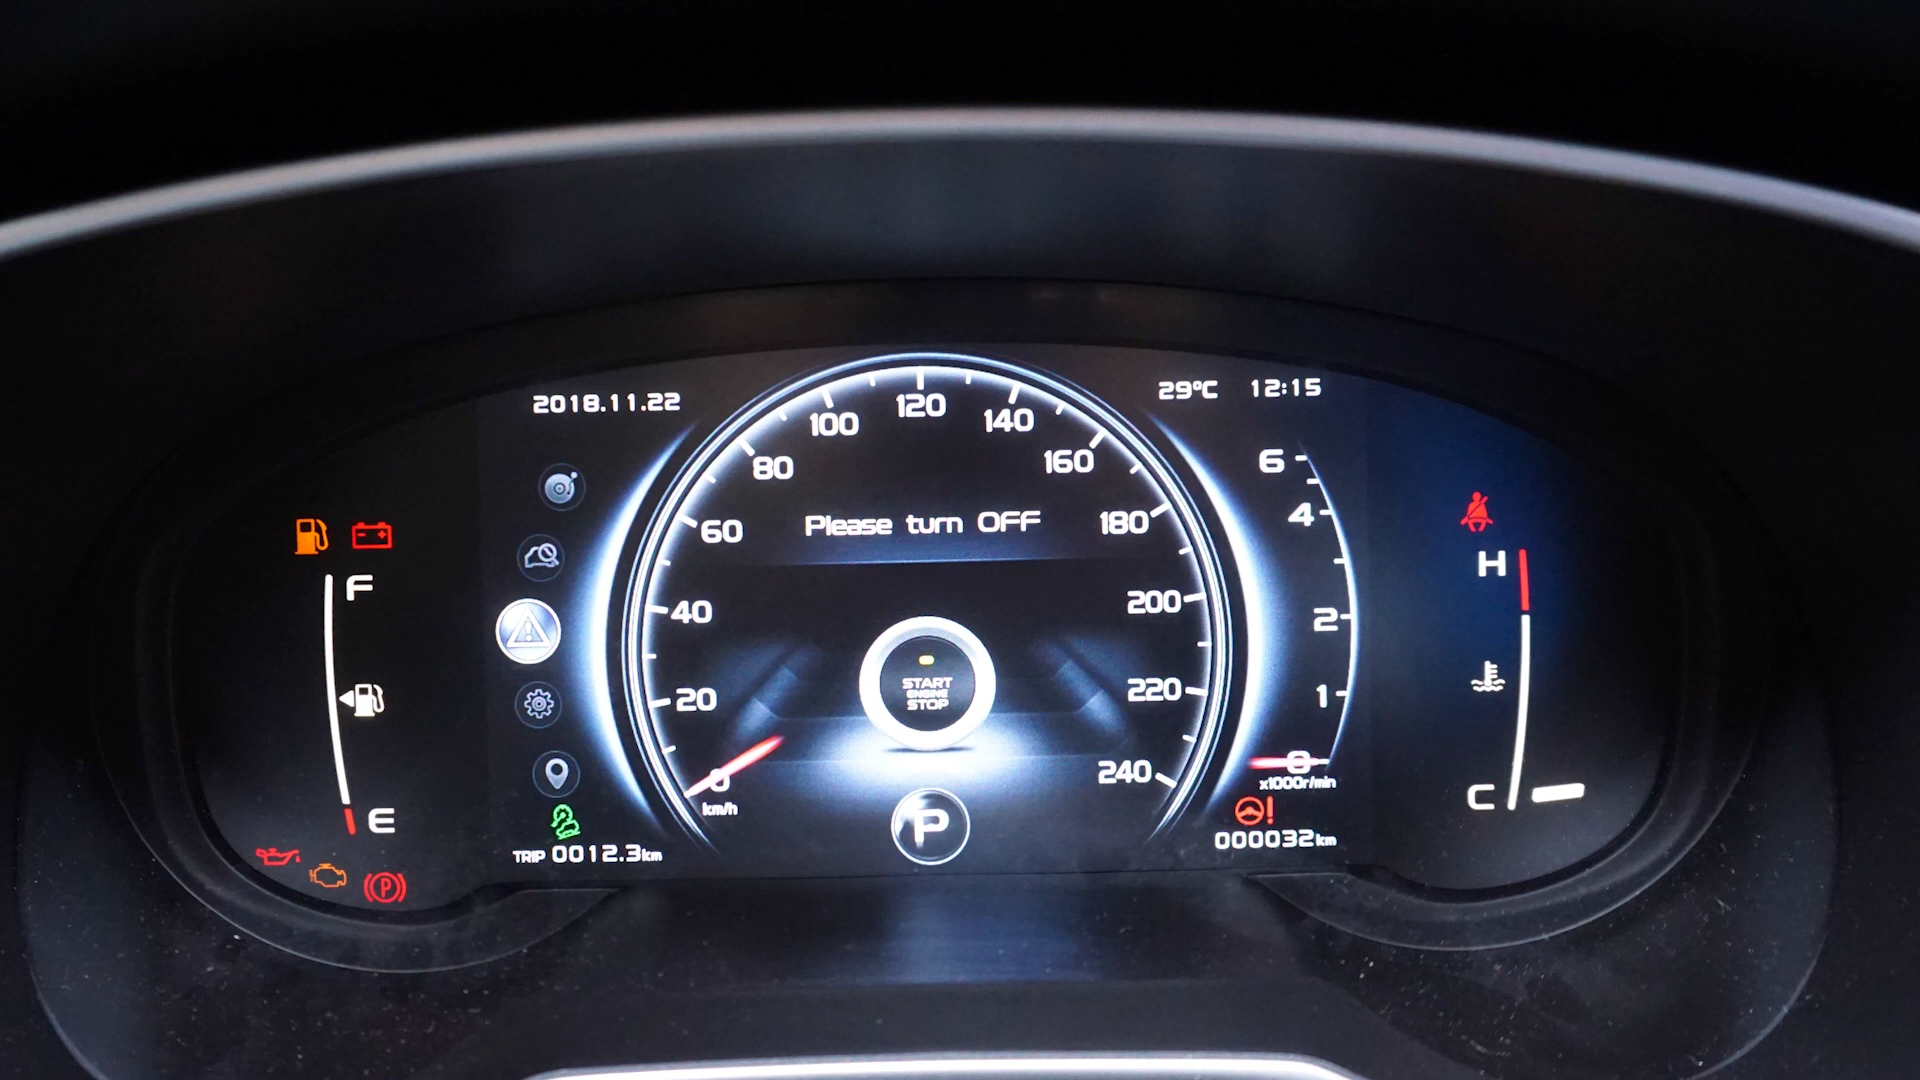 2018.11.22
29°C 12:15
120
100
140
80
160
60
180
40
200
20
220
0
240
km/h
Please turn OFF
START
ENGINE
STOP
P
6
4
2
1
0
x1000r/min
F
E
H
C
P
TRIP 0012.3km
000032km